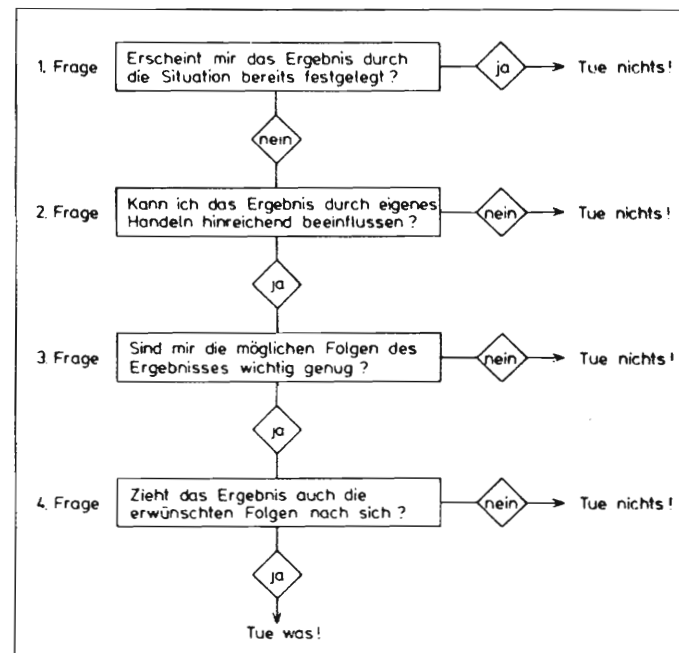 1. Frage
Erscheint mir das Ergebnis durch
die Situation bereits festgelegt ?
ja
Tue nichts!
nein
2. Frage
Kann ich das Ergebnis durch eigenes
Handeln hinreichend beeinflussen ?
nein
Tue nichts!
ja
3. Frage
Sind mir die möglichen Folgen des
Ergebnisses wichtig genug ?
nein
Tue nichts!
ja
4. Frage
Zieht das Ergebnis auch die
erwünschten Folgen nach sich ?
nein
Tue nichts!
ja
Tue was!